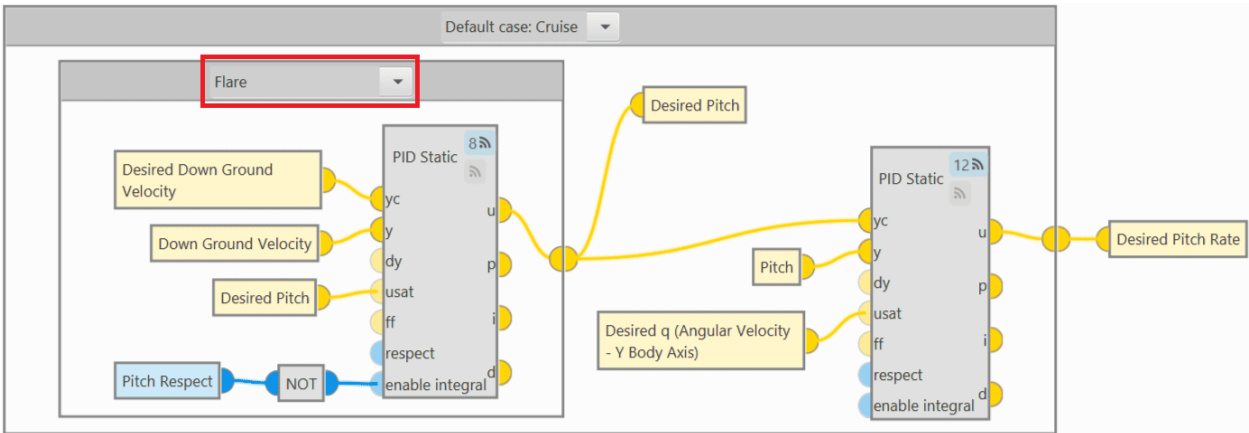 Default case: Cruise
Flare
Desired Pitch
PID Static
8
Desired Down Ground
Velocity
yc
u
Down Ground Velocity
y
dy
p
Desired Pitch
usat
ff
i
respect
Pitch Respect
NOT
enable integral
d
PID Static
12
yc
u
Desired Pitch Rate
Pitch
y
dy
p
Desired q (Angular Velocity
- Y Body Axis)
usat
ff
i
respect
enable integral
d